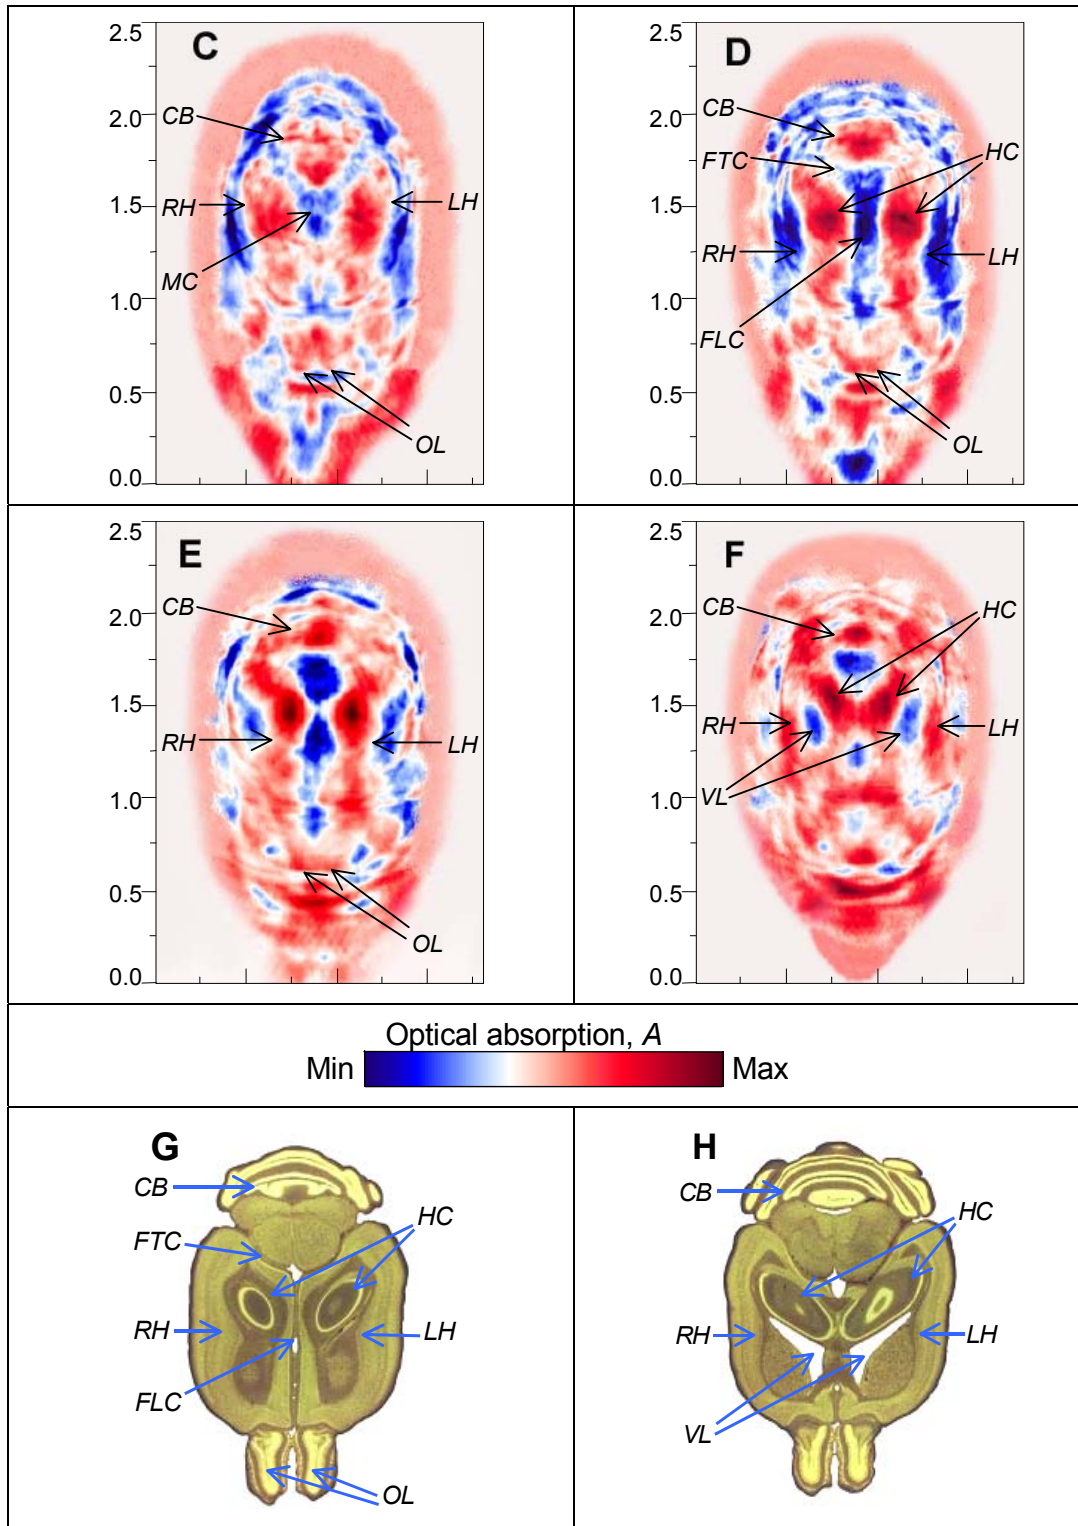 C
2.5
2.0
1.5
1.0
0.5
0.0
CB
RH
LH
MC
OL
D
2.5
2.0
1.5
1.0
0.5
0.0
CB
FTC
HC
RH
LH
FLC
OL
E
2.5
2.0
1.5
1.0
0.5
0.0
CB
RH
LH
OL
F
2.5
2.0
1.5
1.0
0.5
0.0
CB
HC
RH
LH
VL
Optical absorption, A
Min
Max
G
CB
HC
FTC
RH
LH
FLC
OL
H
CB
HC
RH
LH
VL